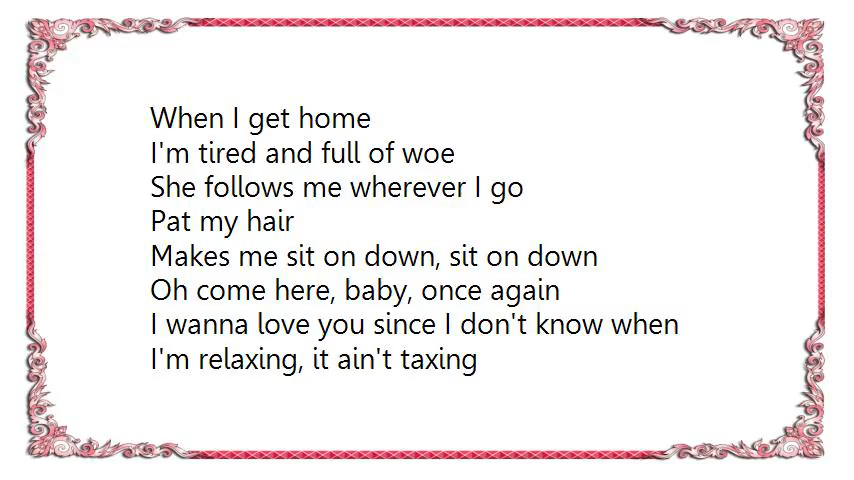 When I get home
I'm tired and full of woe
She follows me wherever I go
Pat my hair
Makes me sit on down, sit on down
Oh come here, baby, once again
I wanna love you since I don't know when
I'm relaxing, it ain't taxing